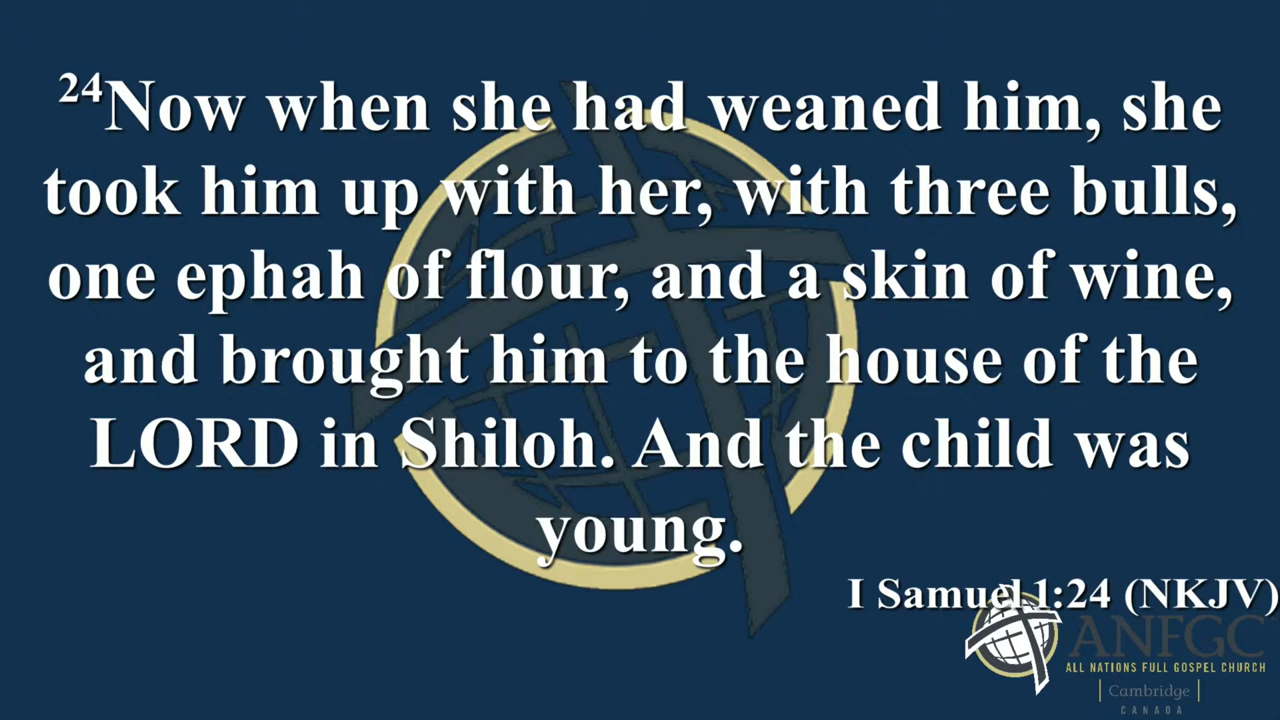 24Now when she had weaned him, she
took him up with her, with three bulls,
one ephah of flour, and a skin of wine,
and brought him to the house of the
LORD in Shiloh. And the child was
young.
I Samuel 1:24 (NKJV)
ANFGC
ALL NATIONS FULL GOSPEL CHURCH
| Cambridge |
CANADA